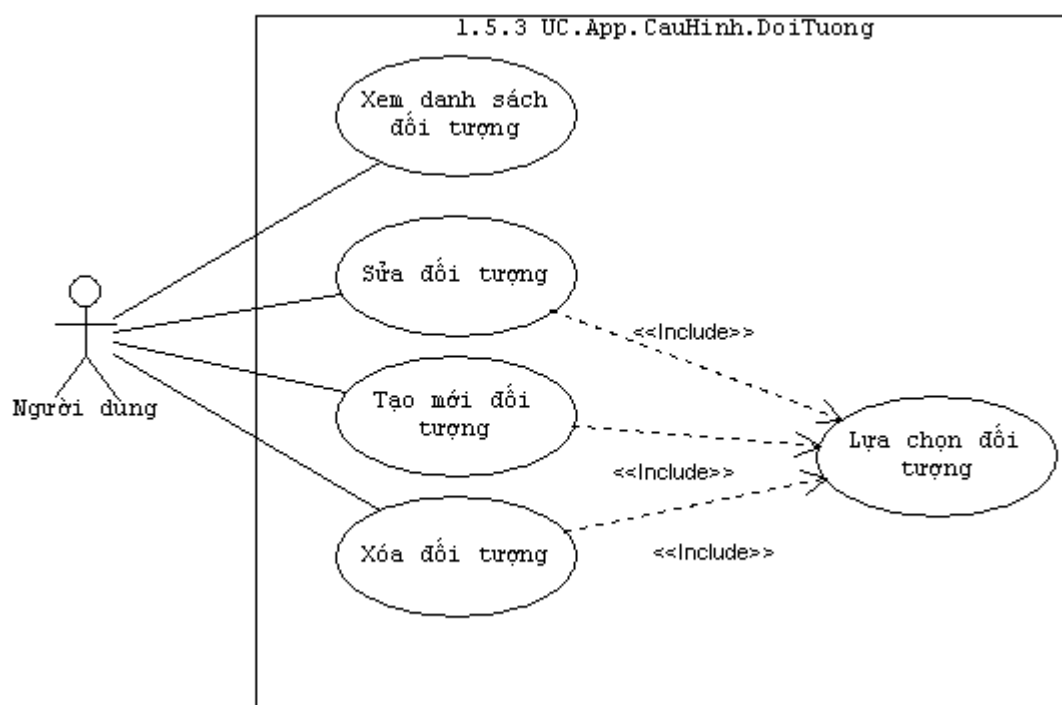 1.5.3 UC.App.CauHinh.DoiTuong
Xem danh sách
đối tượng
Sửa đối tượng
<<Include>>
Người dung
Tạo mới đối
tượng
Lựa chọn đối
tượng
<<Include>>
Xóa đối tượng
<<Include>>